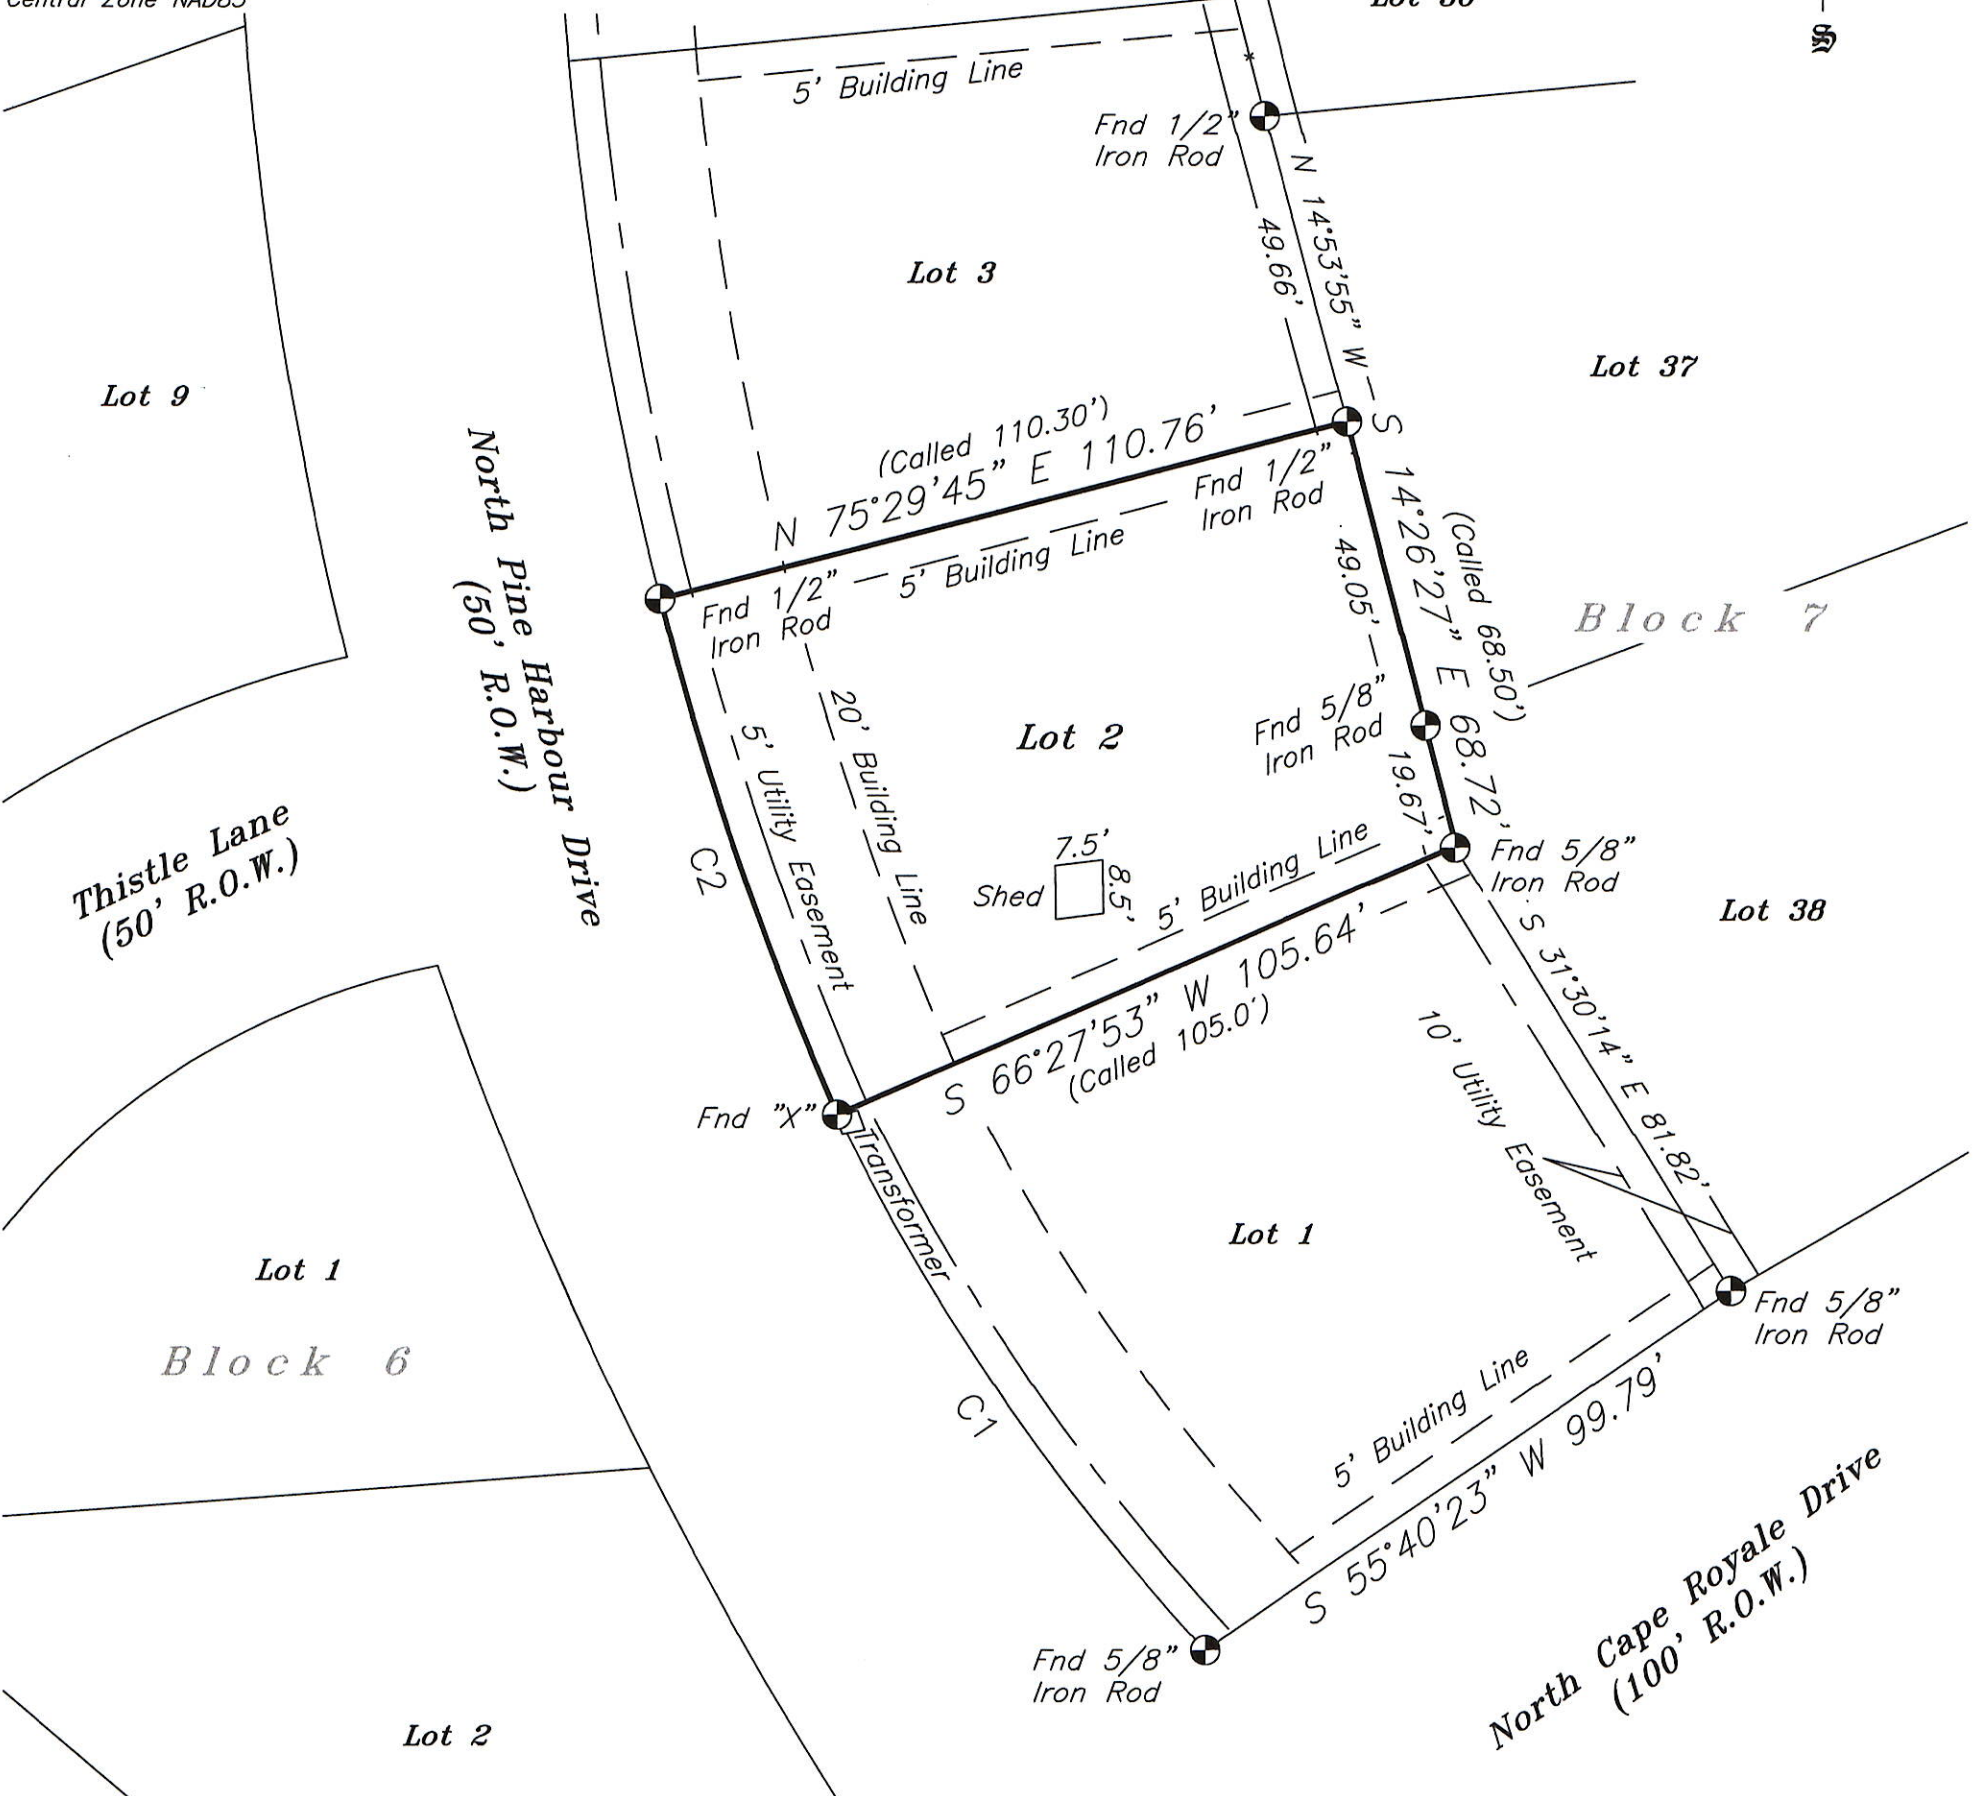 Central Zone NAD83
Lot 36
S
5' Building Line
Fnd 1/2"
Iron Rod
N 14°53'55" W
49.66'
Lot 3
Lot 37
Lot 9
(Called 110.30')
N 75°29'45" E 110.76'
Fnd 1/2"
Iron Rod
S 14°26'27" E 68.72'
(Called 68.50')
49.05'
North Pine Harbour Drive
(50' R.O.W.)
5' Building Line
Fnd 1/2"
Iron Rod
Block 7
5' Utility Easement
20' Building Line
Lot 2
Fnd 5/8"
Iron Rod
19.67'
C2
Thistle Lane
(50' R.O.W.)
7.5'
Shed
8.5'
5' Building Line
Fnd 5/8"
Iron Rod
Lot 38
S 66°27'53" W 105.64'
(Called 105.0')
S 31°30'14" E 81.82'
10' Utility Easement
Fnd "X"
Transformer
Lot 1
Lot 1
Block 6
C1
Fnd 5/8"
Iron Rod
5' Building Line
S 55°40'23" W 99.79'
Fnd 5/8"
Iron Rod
North Cape Royale Drive
(100' R.O.W.)
Lot 2